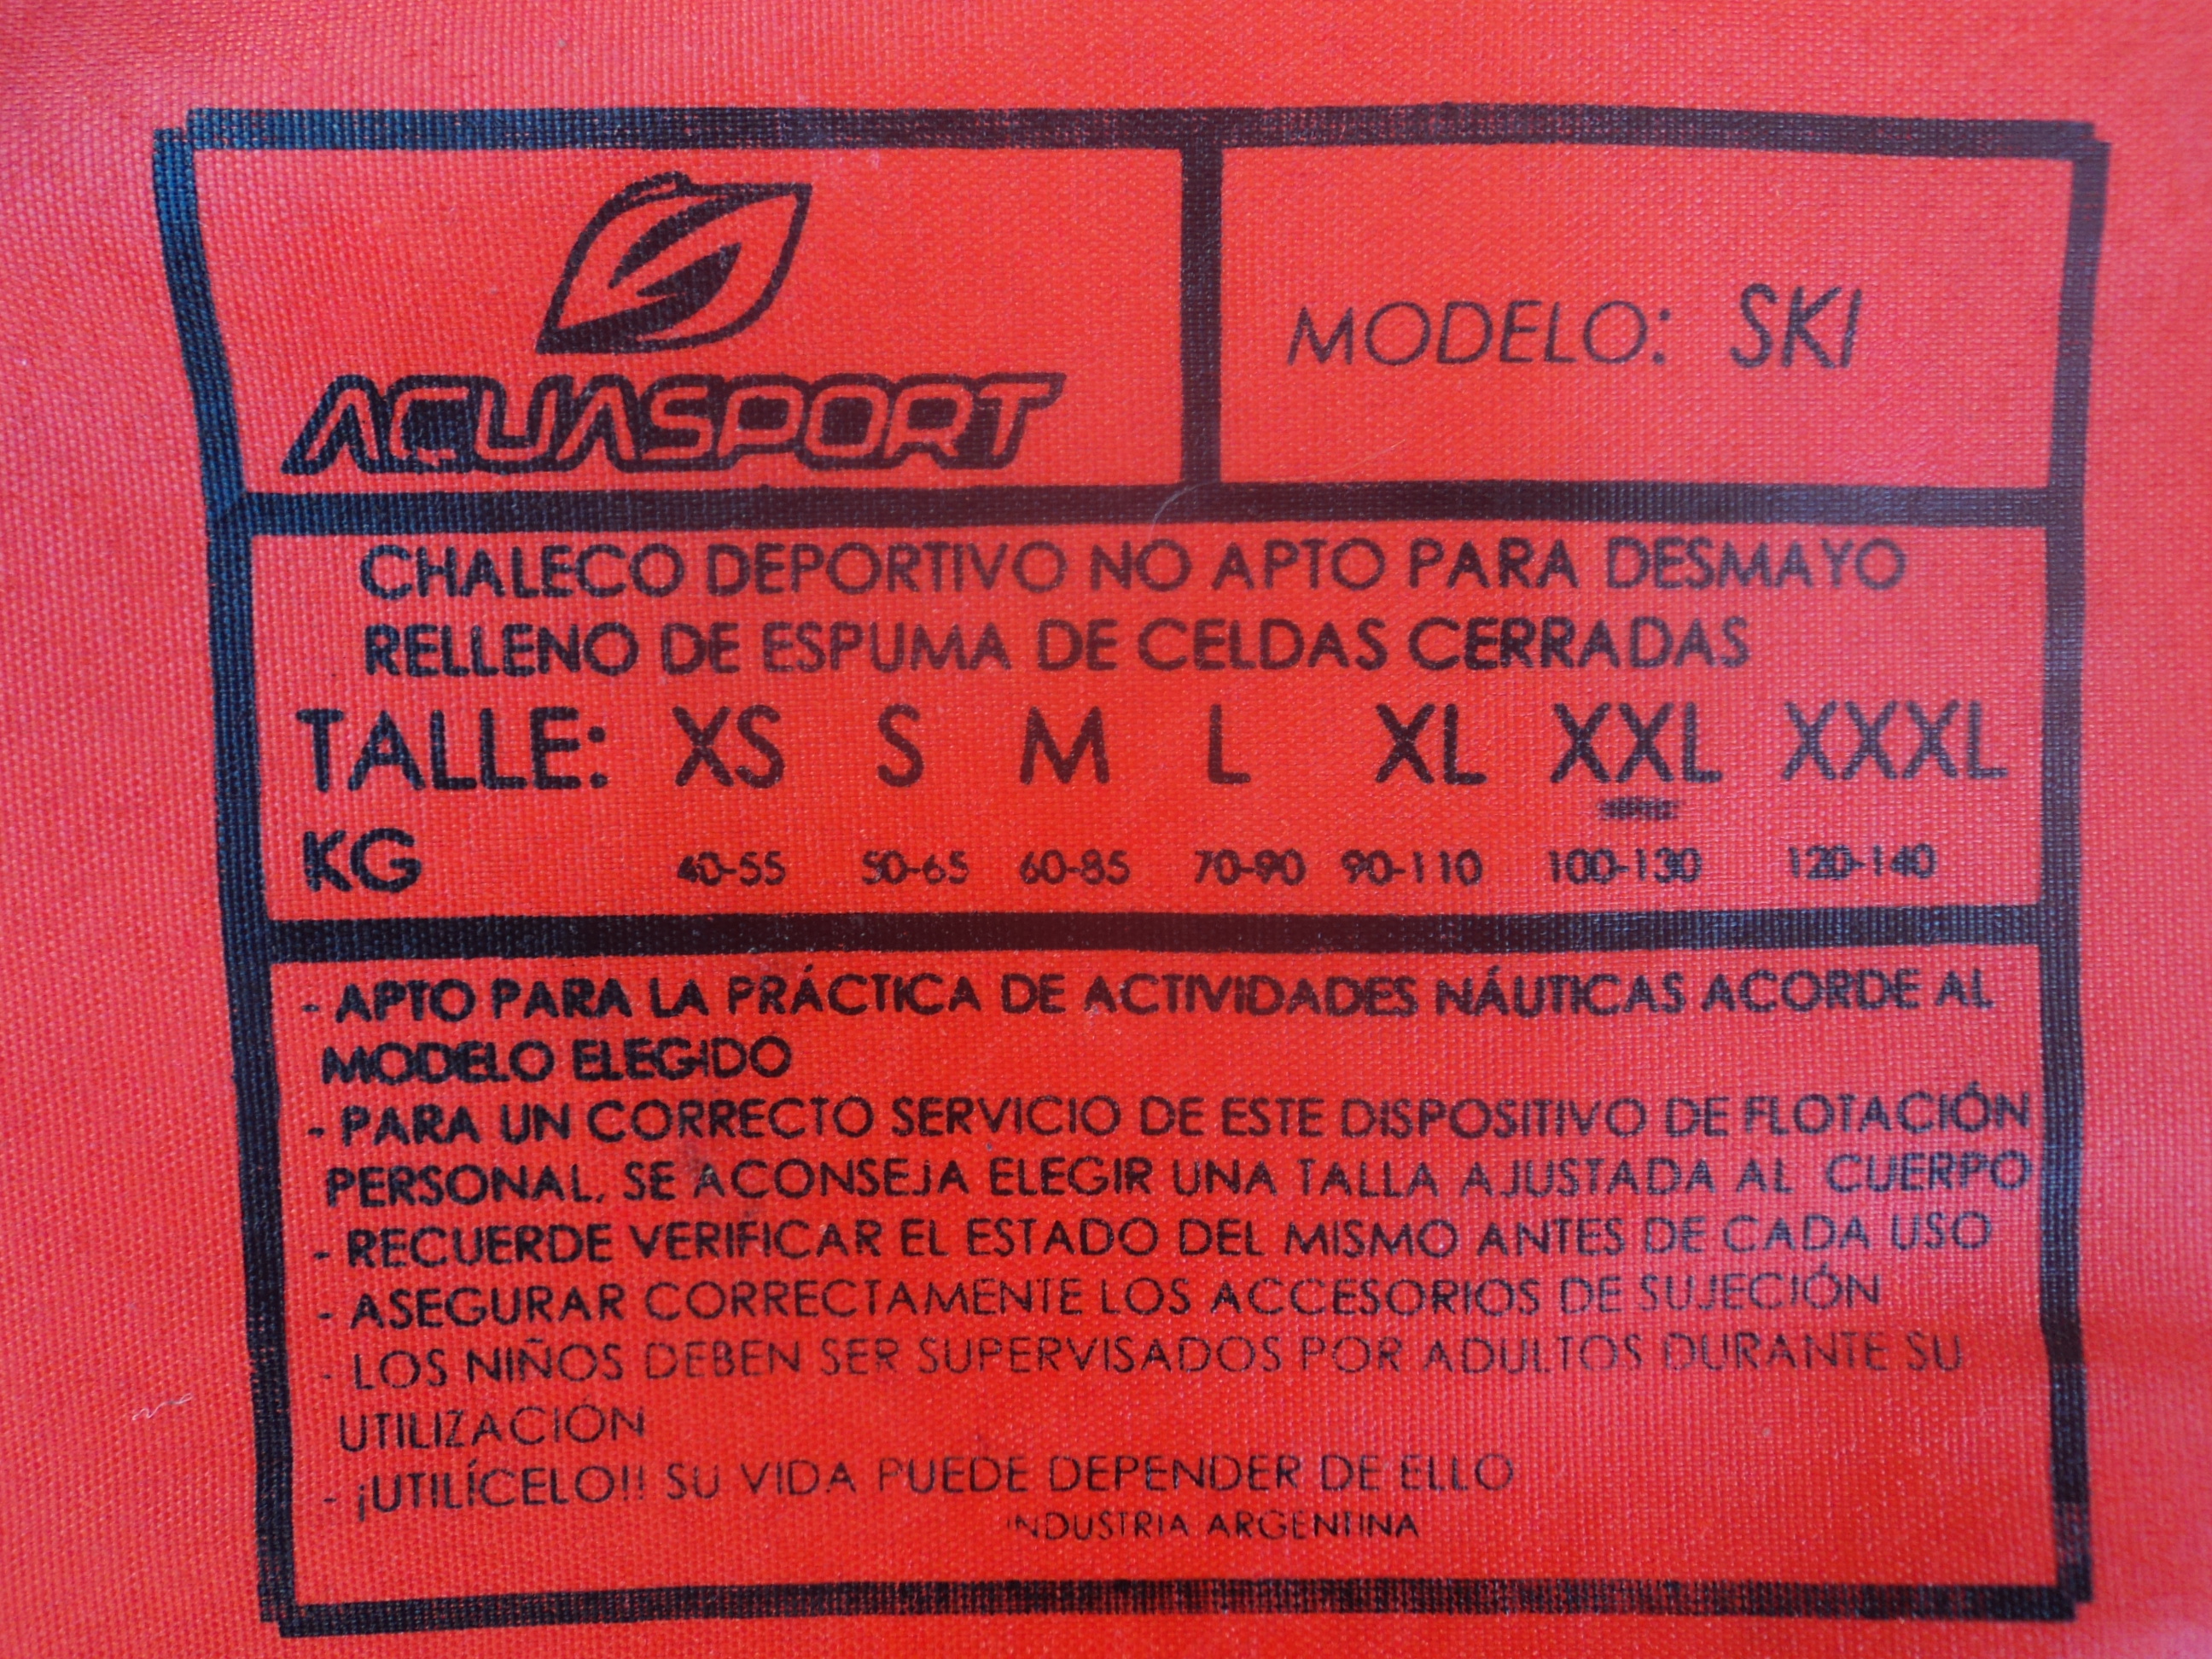 ACUASPORT
MODELO: SKI
CHALECO DEPORTIVO NO APTO PARA DESMAYO
RELLENO DE ESPUMA DE CELDAS CERRADAS
TALLE: XS S M L XL XXL XXXL
KG 40-55 50-65 60-85 70-90 90-110 100-130 120-140
- APTO PARA LA PRÁCTICA DE ACTIVIDADES NÁUTICAS ACORDE AL
MODELO ELEGIDO
- PARA UN CORRECTO SERVICIO DE ESTE DISPOSITIVO DE FLOTACIÓN
PERSONAL, SE ACONSEJA ELEGIR UNA TALLA AJUSTADA AL CUERPO
- RECUERDE VERIFICAR EL ESTADO DEL MISMO ANTES DE CADA USO
- ASEGURAR CORRECTAMENTE LOS ACCESORIOS DE SUJECIÓN
- LOS NIÑOS DEBEN SER SUPERVISADOS POR ADULTOS DURANTE SU
UTILIZACIÓN
- ¡UTILÍCELO!! SU VIDA PUEDE DEPENDER DE ELLO
INDUSTRIA ARGENTINA